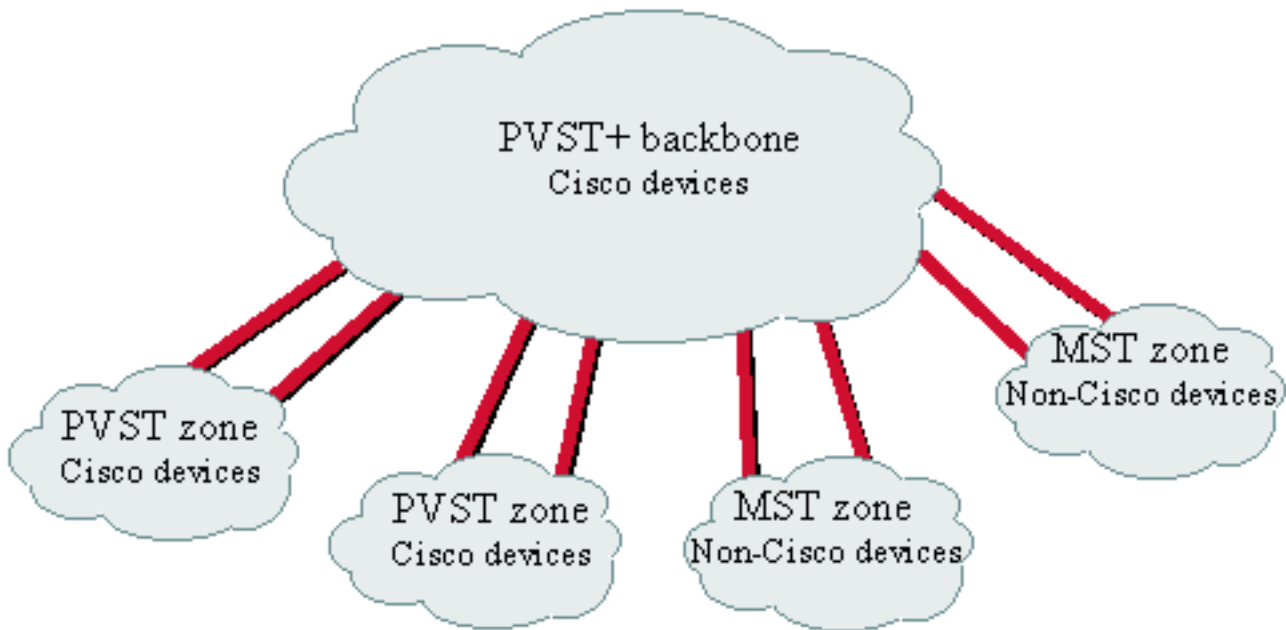 PVST+ backbone
Cisco devices
MST zone
Non-Cisco devices
PVST zone
Cisco devices
PVST zone
Cisco devices
MST zone
Non-Cisco devices